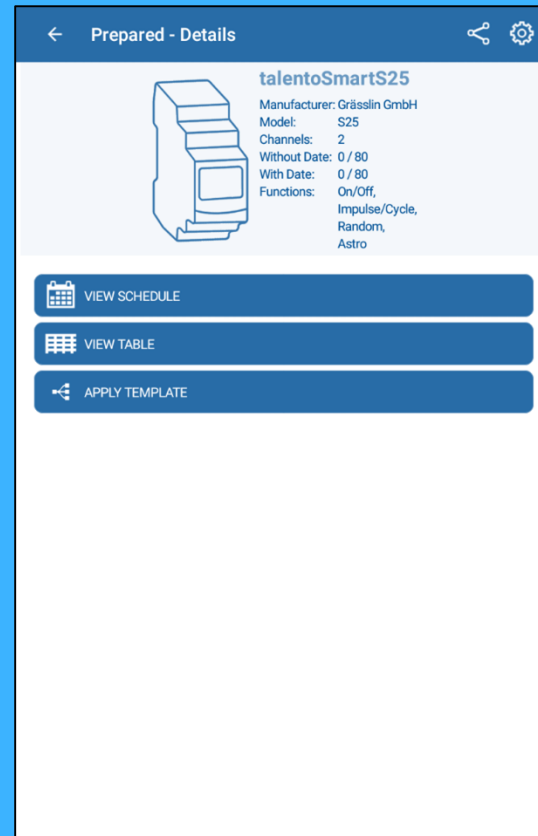 Prepared - Details
talentoSmartS25
Manufacturer: Grässlin GmbH
Model: S25
Channels: 2
Without Date: 0 / 80
With Date: 0 / 80
Functions: On/Off,
Impulse/Cycle,
Random,
Astro
VIEW SCHEDULE
VIEW TABLE
APPLY TEMPLATE